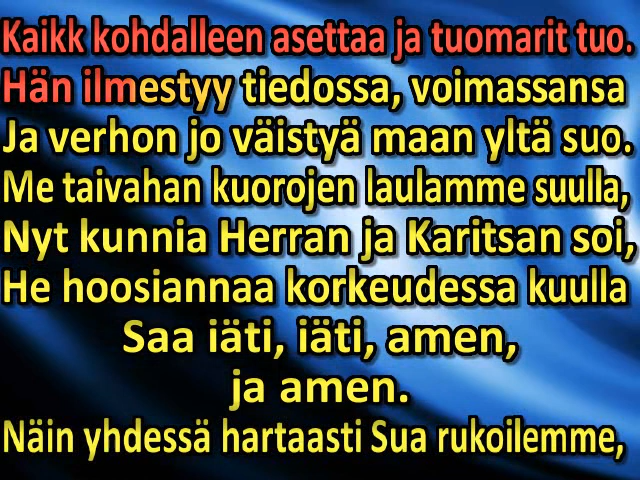 Kaikk kohdalleen asettaa ja tuomarit tuo.
Hän ilmestyy tiedossa, voimassansa
Ja verhon jo väistyä maan yltä suo.
Me taivahan kuorojen laulamme suulla,
Nyt kunnia Herran ja Karitsan soi,
He hoosiannaa korkeudessa kuulla
Saa iäti, iäti, amen,
ja amen.
Näin yhdessä hartaasti Sua rukoilemme,